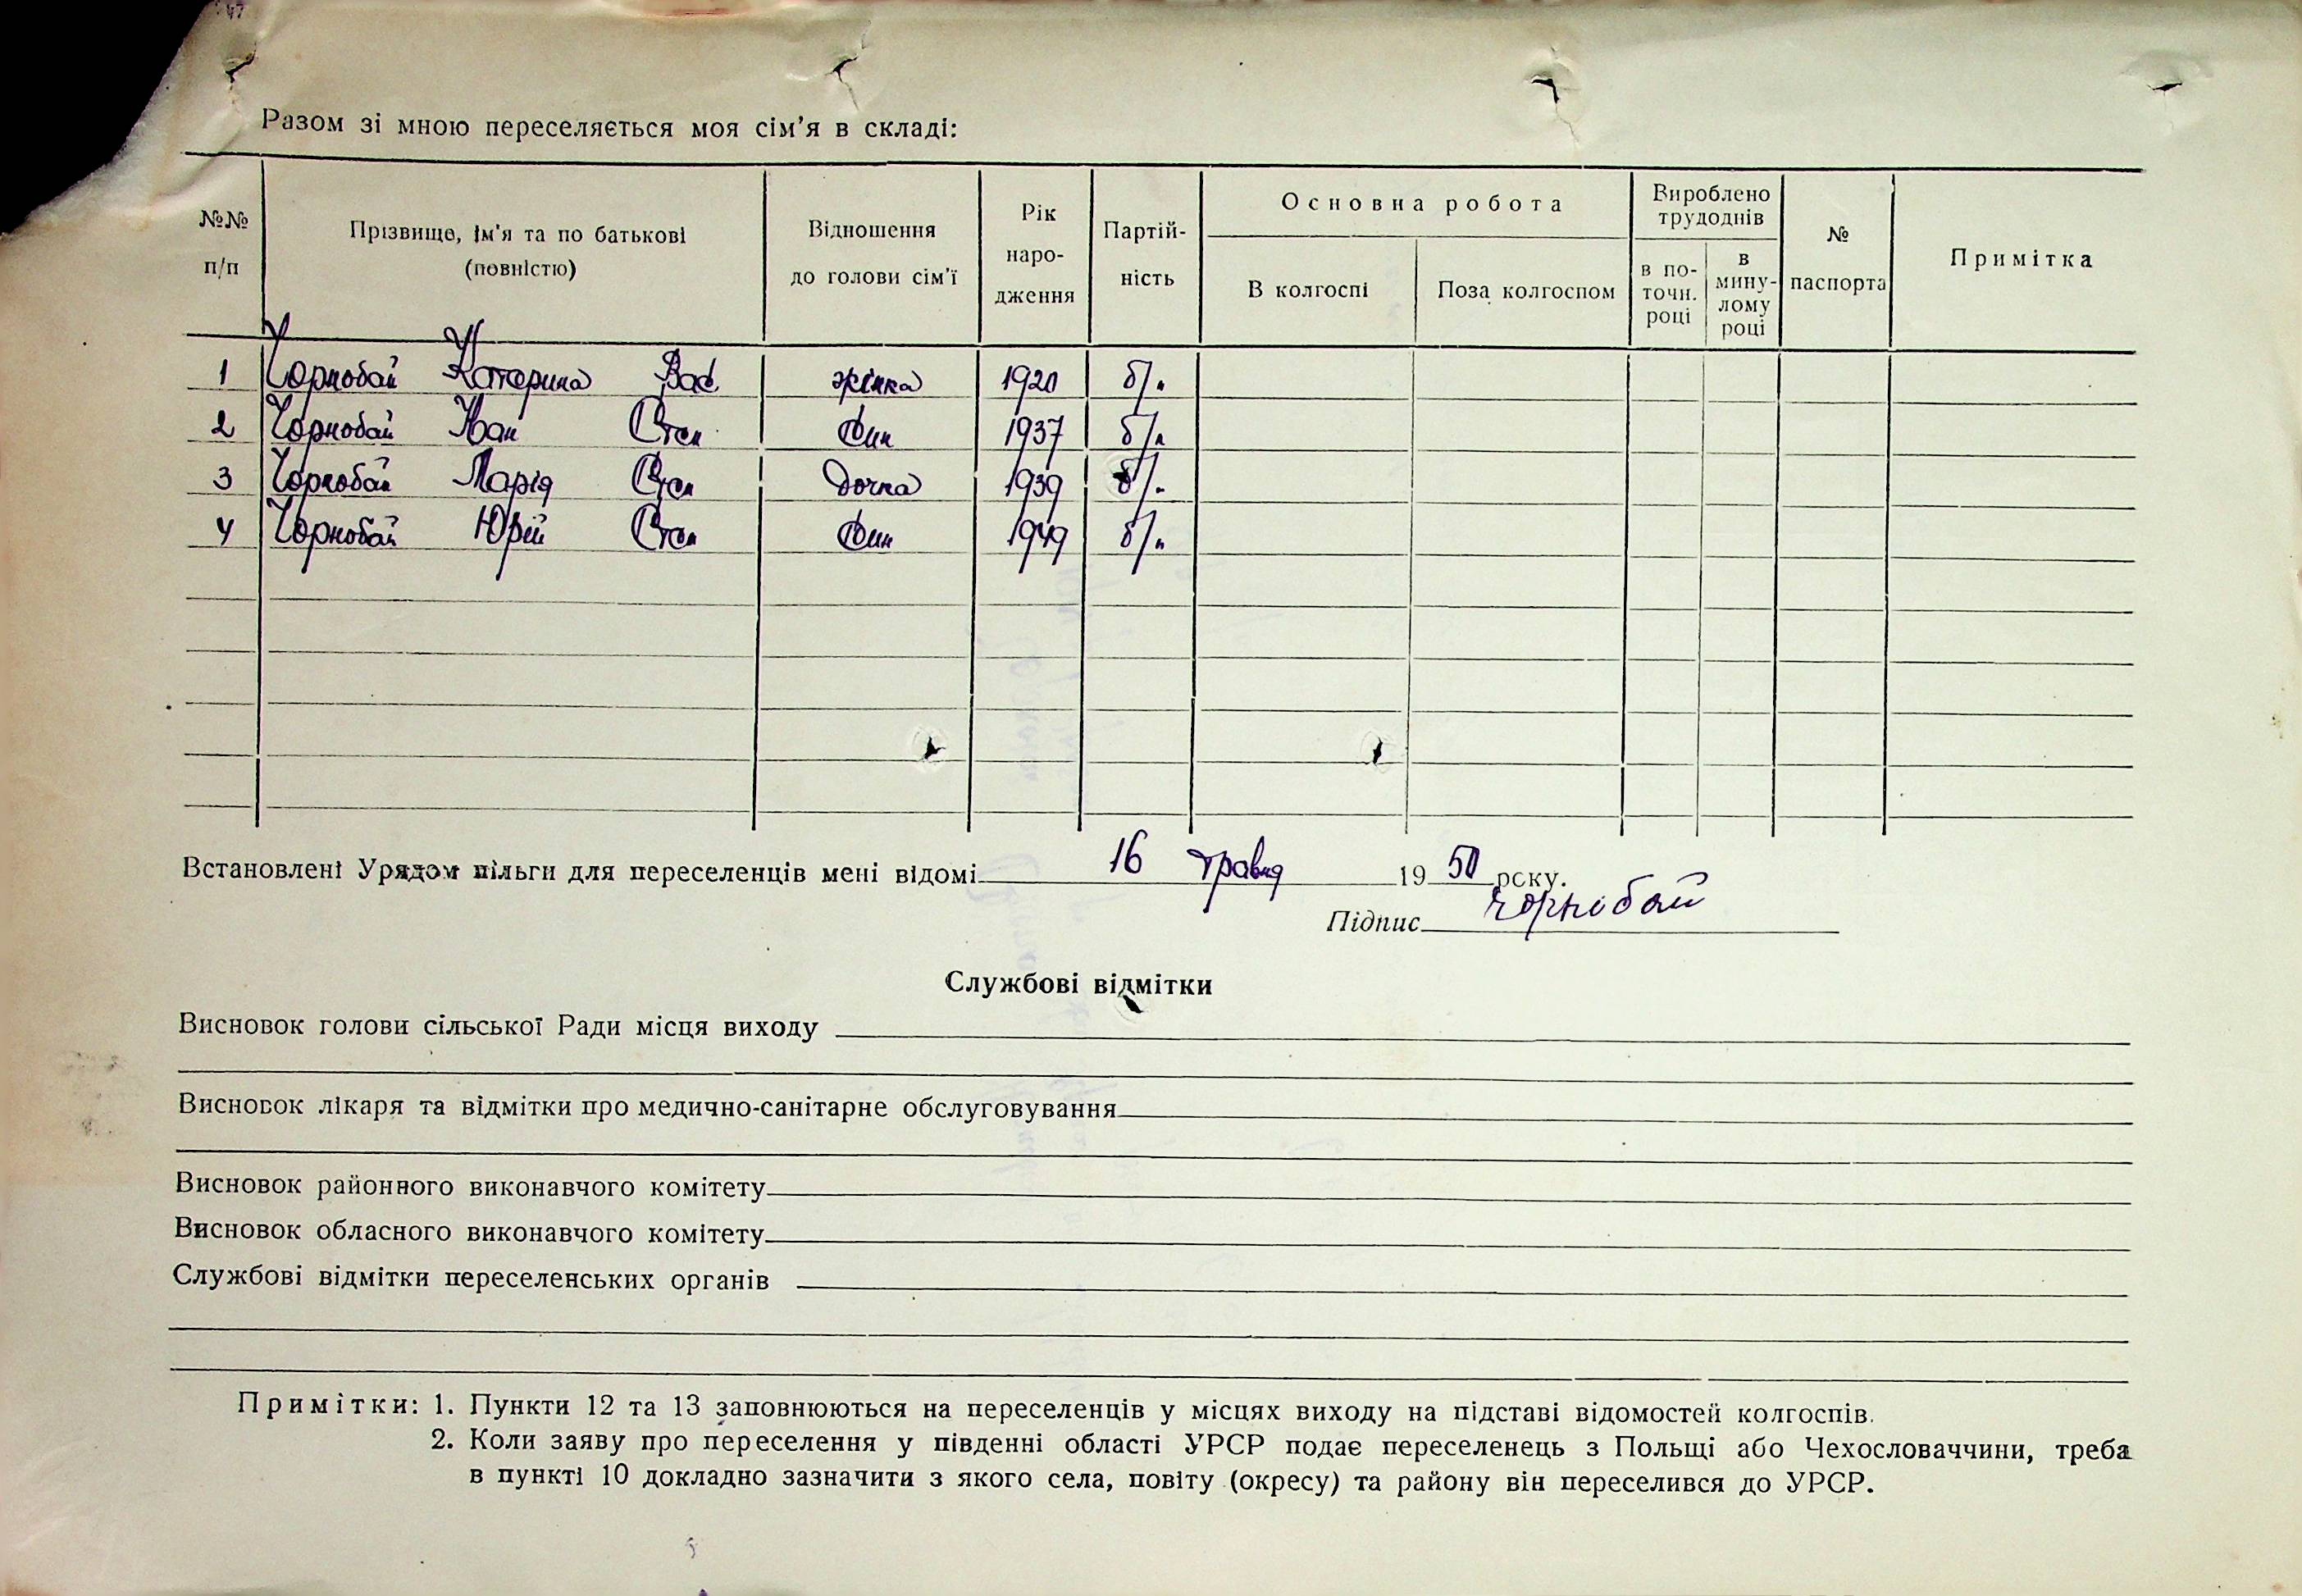 Разом зі мною переселяється моя сім'я в складі:
№№ п/п
Прізвище, ім'я та по батькові (повністю)
Відношення до голови сім'ї
Рік народження
Партійність
Основна робота
В колгоспі
Поза колгоспом
Вироблено трудоднів
в поточн. році
в минулому році
№ паспорта
Примітка
1 Чорнобай Катерина Вас жінка 1920 б/п
2 Чорнобай Іван Степ син 1937 б/п
3 Чорнобай Марія Степ дочка 1939 б/п
4 Чорнобай Юрій Степ син 1949 б/п
Встановлені Урядом пільги для переселенців мені відомі 16 травня 1950 року.
Підпис Чорнобай
Службові відмітки
Висновок голови сільської Ради місця виходу
Висновок лікаря та відмітки про медично-санітарне обслуговування
Висновок районного виконавчого комітету
Висновок обласного виконавчого комітету
Службові відмітки переселенських органів
Примітки: 1. Пункти 12 та 13 заповнюються на переселенців у місцях виходу на підставі відомостей колгоспів.
2. Коли заяву про переселення у південні області УРСР подає переселенець з Польщі або Чехословаччини, треба
в пункті 10 докладно зазначити з якого села, повіту (окресу) та району він переселився до УРСР.